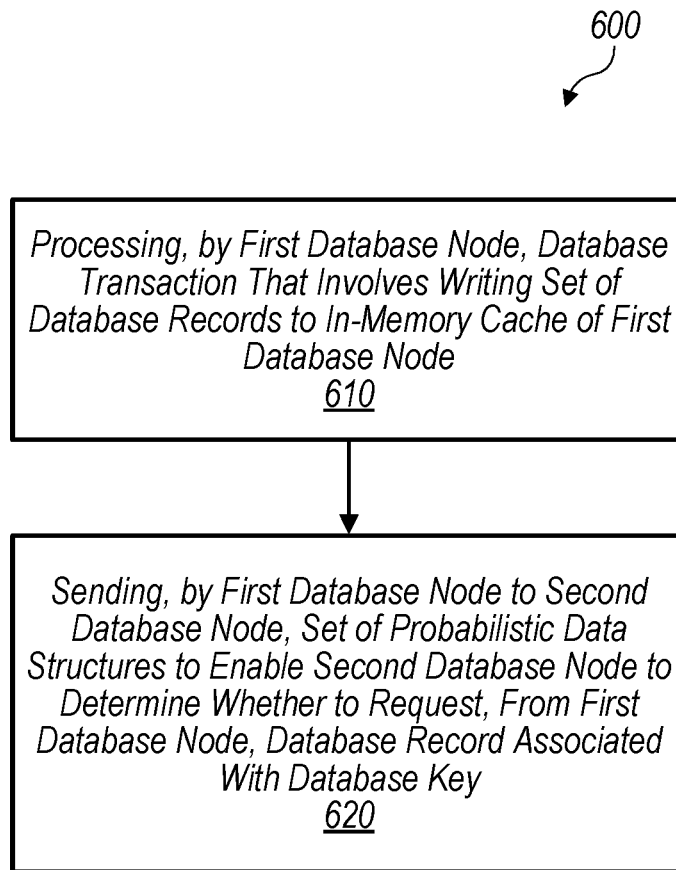 600
Processing, by First Database Node, Database
Transaction That Involves Writing Set of
Database Records to In-Memory Cache of First
Database Node
610
Sending, by First Database Node to Second
Database Node, Set of Probabilistic Data
Structures to Enable Second Database Node to
Determine Whether to Request, From First
Database Node, Database Record Associated
With Database Key
620